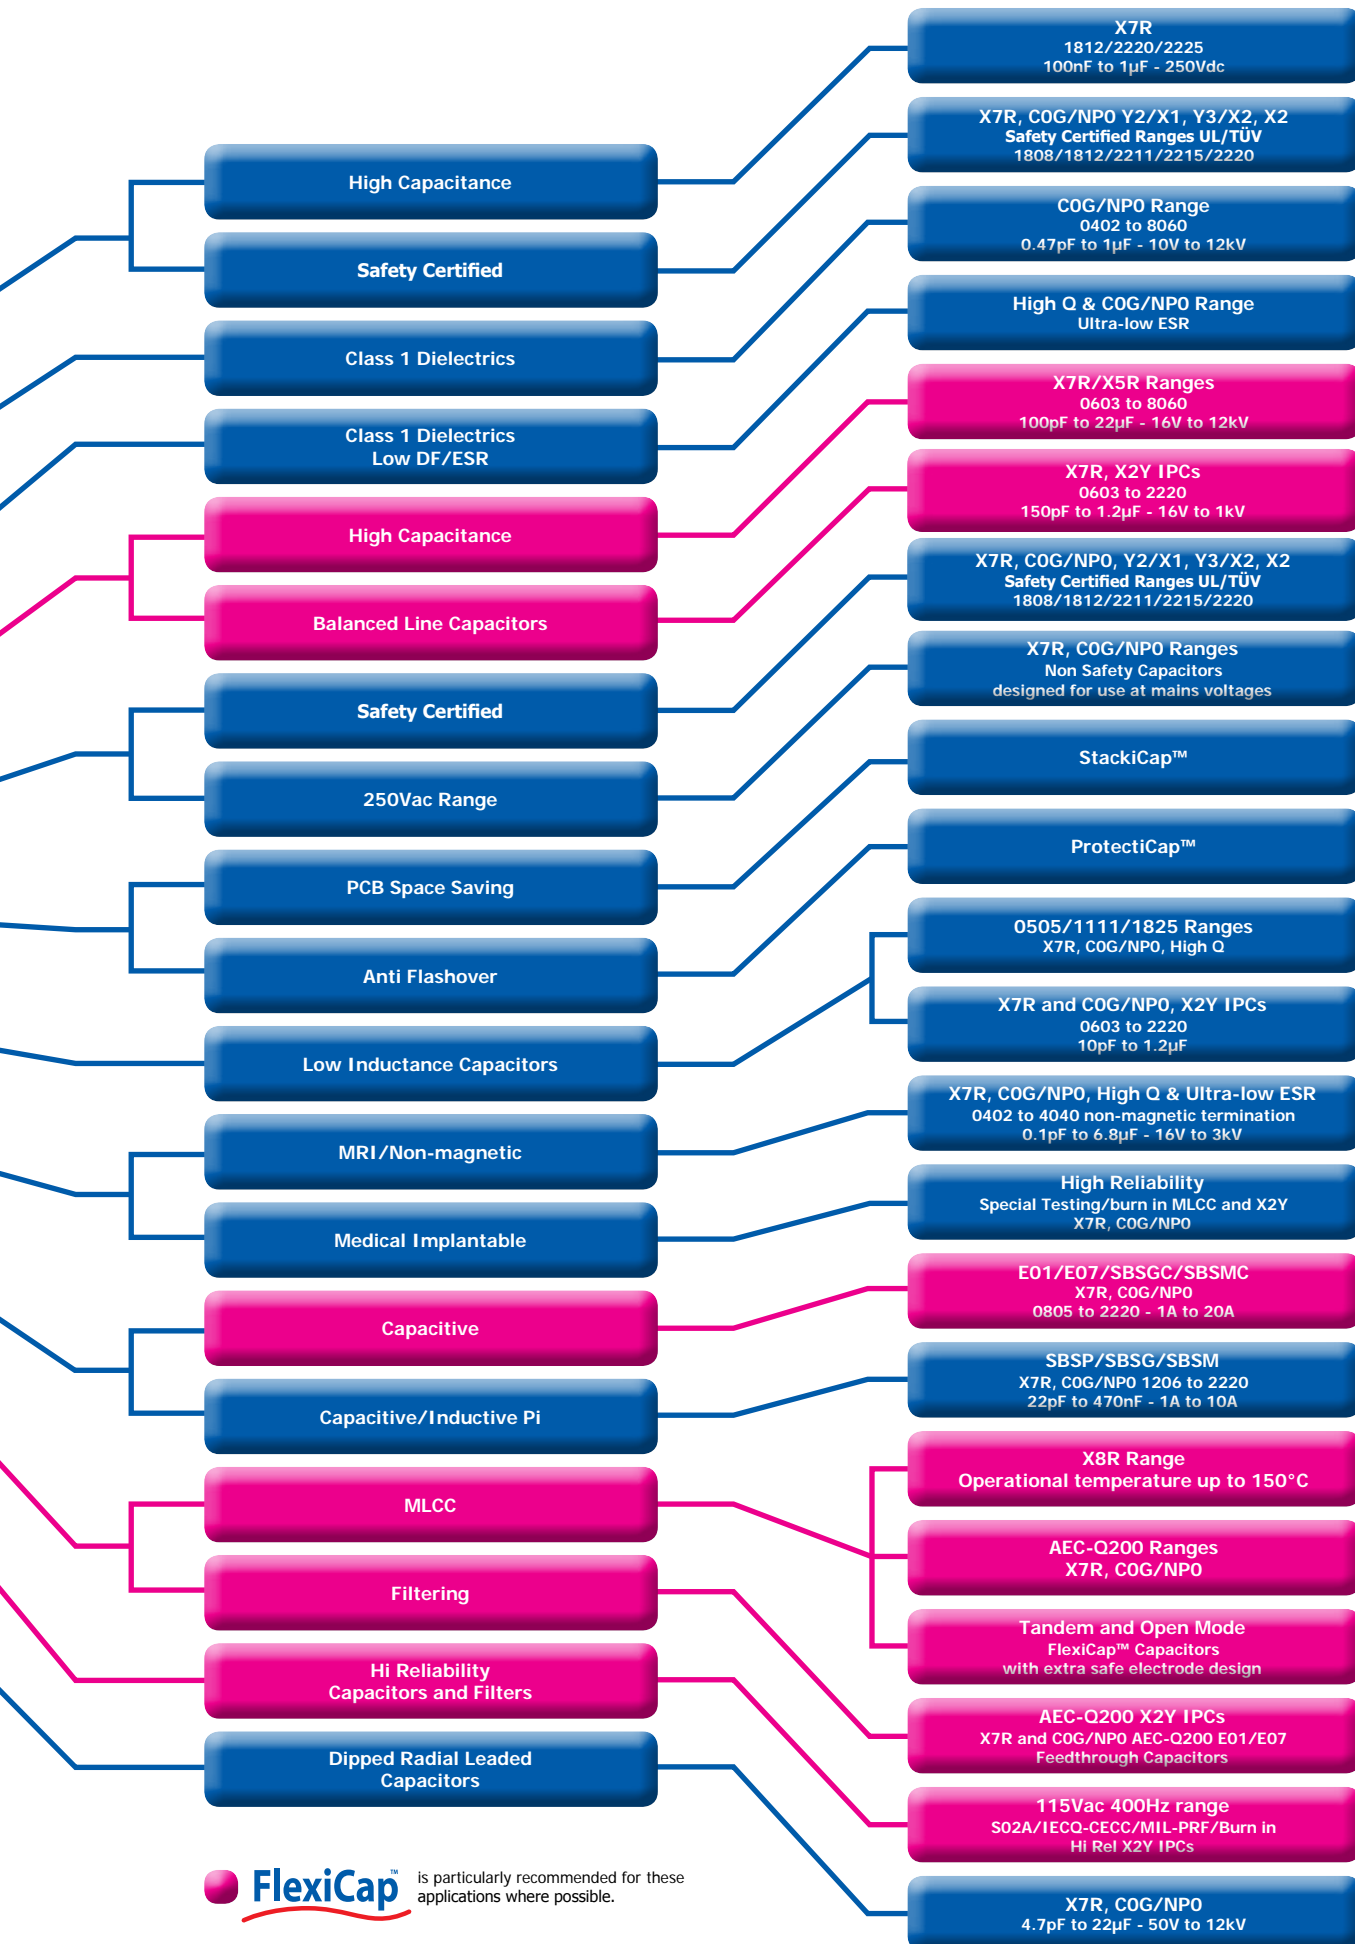 High Capacitance
Safety Certified
Class 1 Dielectrics
Class 1 Dielectrics
Low DF/ESR
High Capacitance
Balanced Line Capacitors
Safety Certified
250Vac Range
PCB Space Saving
Anti Flashover
Low Inductance Capacitors
MRI/Non-magnetic
Medical Implantable
Capacitive
Capacitive/Inductive Pi
MLCC
Filtering
Hi Reliability
Capacitors and Filters
Dipped Radial Leaded
Capacitors
X7R
1812/2220/2225
100nF to 1µF - 250Vdc
X7R, C0G/NP0 Y2/X1, Y3/X2, X2
Safety Certified Ranges UL/TÜV
1808/1812/2211/2215/2220
C0G/NP0 Range
0402 to 8060
0.47pF to 1µF - 10V to 12kV
High Q & C0G/NP0 Range
Ultra-low ESR
X7R/X5R Ranges
0603 to 8060
100pF to 22µF - 16V to 12kV
X7R, X2Y IPCs
0603 to 2220
150pF to 1.2µF - 16V to 1kV
X7R, C0G/NP0, Y2/X1, Y3/X2, X2
Safety Certified Ranges UL/TÜV
1808/1812/2211/2215/2220
X7R, C0G/NP0 Ranges
Non Safety Capacitors
designed for use at mains voltages
StackiCap™
ProtectiCap™
0505/1111/1825 Ranges
X7R, C0G/NP0, High Q
X7R and C0G/NP0, X2Y IPCs
0603 to 2220
10pF to 1.2µF
X7R, C0G/NP0, High Q & Ultra-low ESR
0402 to 4040 non-magnetic termination
0.1pF to 6.8µF - 16V to 3kV
High Reliability
Special Testing/burn in MLCC and X2Y
X7R, C0G/NP0
E01/E07/SBSGC/SBSMC
X7R, C0G/NP0
0805 to 2220 - 1A to 20A
SBSP/SBSG/SBSM
X7R, C0G/NP0 1206 to 2220
22pF to 470nF - 1A to 10A
X8R Range
Operational temperature up to 150°C
AEC-Q200 Ranges
X7R, C0G/NP0
Tandem and Open Mode
FlexiCap™ Capacitors
with extra safe electrode design
AEC-Q200 X2Y IPCs
X7R and C0G/NP0 AEC-Q200 E01/E07
Feedthrough Capacitors
115Vac 400Hz range
S02A/IECQ-CECC/MIL-PRF/Burn in
Hi Rel X2Y IPCs
X7R, C0G/NP0
4.7pF to 22µF - 50V to 12kV
FlexiCap™ is particularly recommended for these
applications where possible.